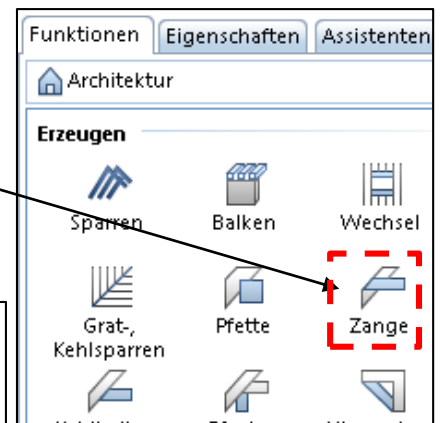 Funktionen Eigenschaften Assistenten
Architektur
Erzeugen
Sparren Balken Wechsel
Grat-, Pfette Zange
Kehlsparren